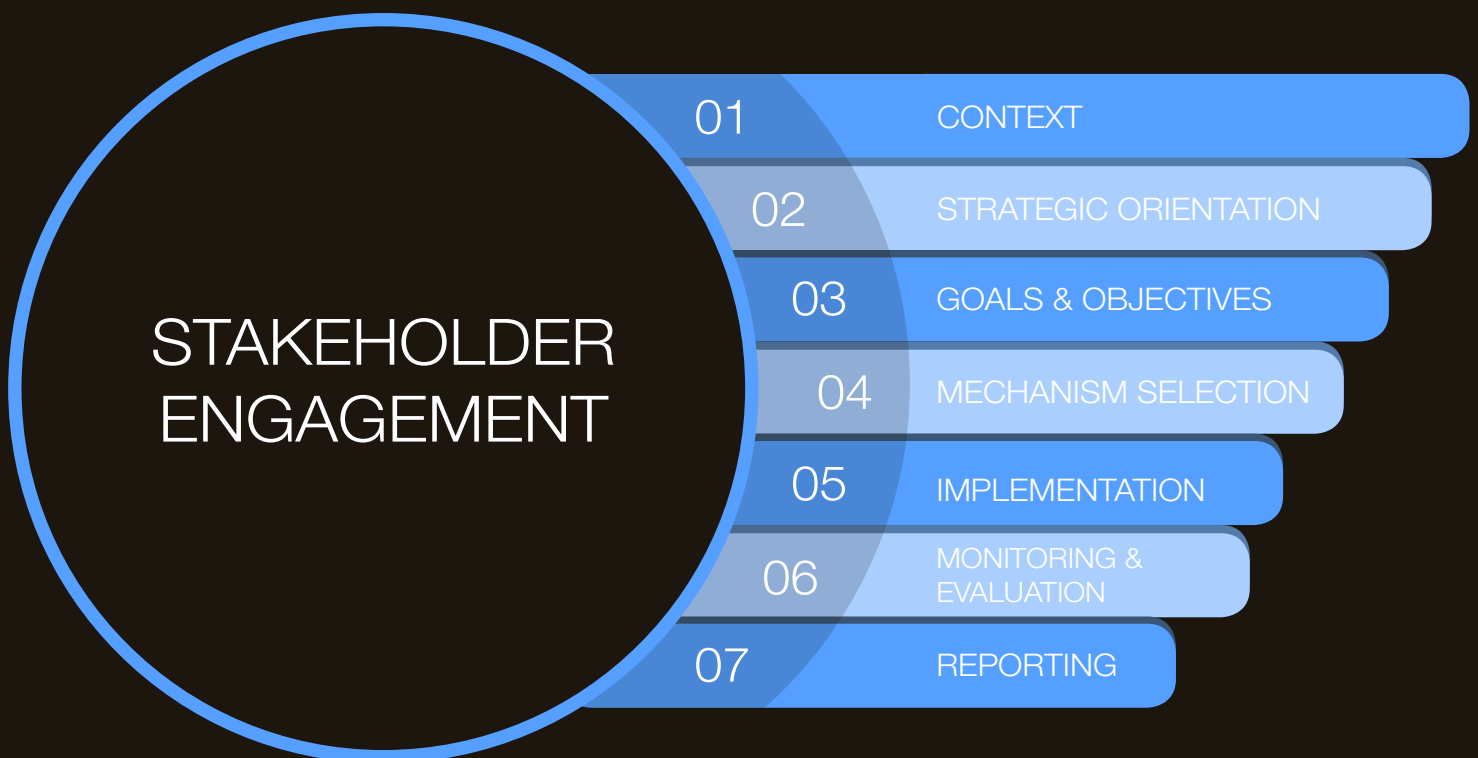 STAKEHOLDER
ENGAGEMENT
01 CONTEXT
02 STRATEGIC ORIENTATION
03 GOALS & OBJECTIVES
04 MECHANISM SELECTION
05 IMPLEMENTATION
06 MONITORING &
EVALUATION
07 REPORTING